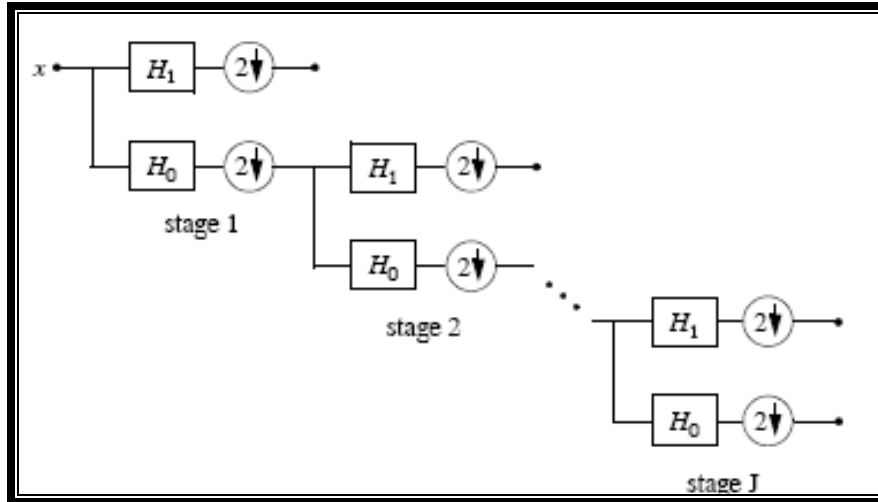 x H₁ 2
H₀ 2 H₁ 2
stage 1
H₀ 2
stage 2
H₁ 2
H₀ 2
stage J